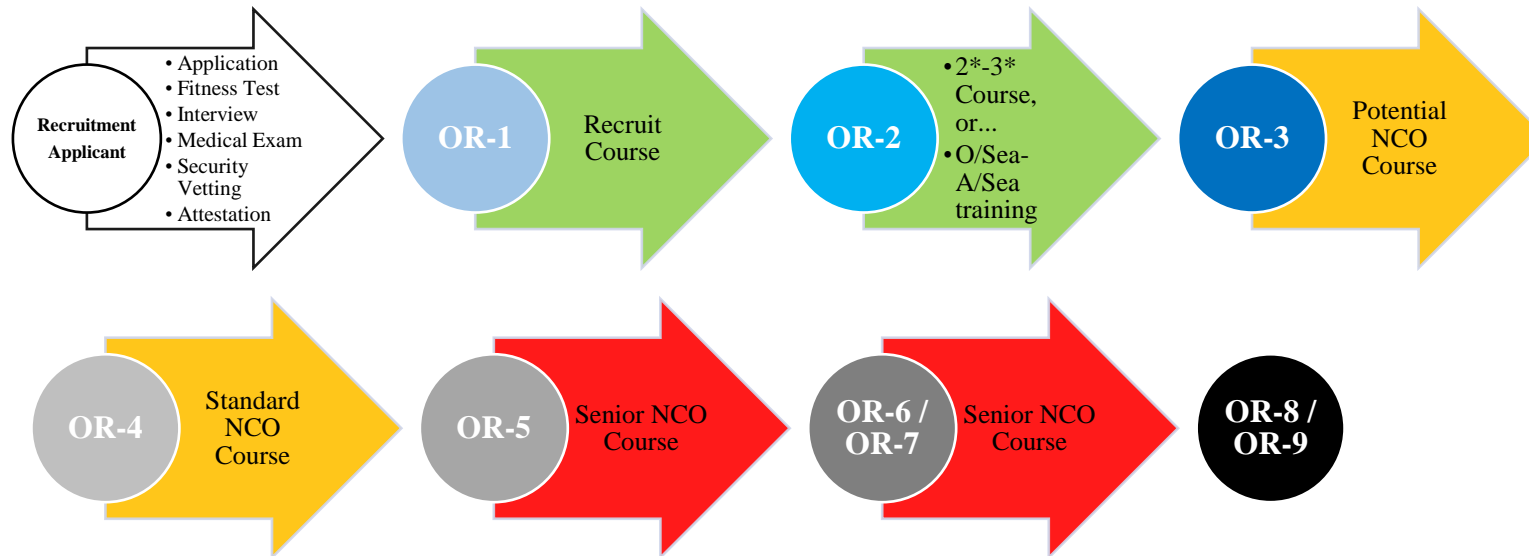 Recruitment
Applicant
• Application
• Fitness Test
• Interview
• Medical Exam
• Security
Vetting
• Attestation
OR-1
Recruit
Course
OR-2
•2*-3*
Course,
or...
•O/Sea-
A/Sea
training
OR-3
Potential
NCO
Course
OR-4
Standard
NCO
Course
OR-5
Senior NCO
Course
OR-6 /
OR-7
Senior NCO
Course
OR-8 /
OR-9